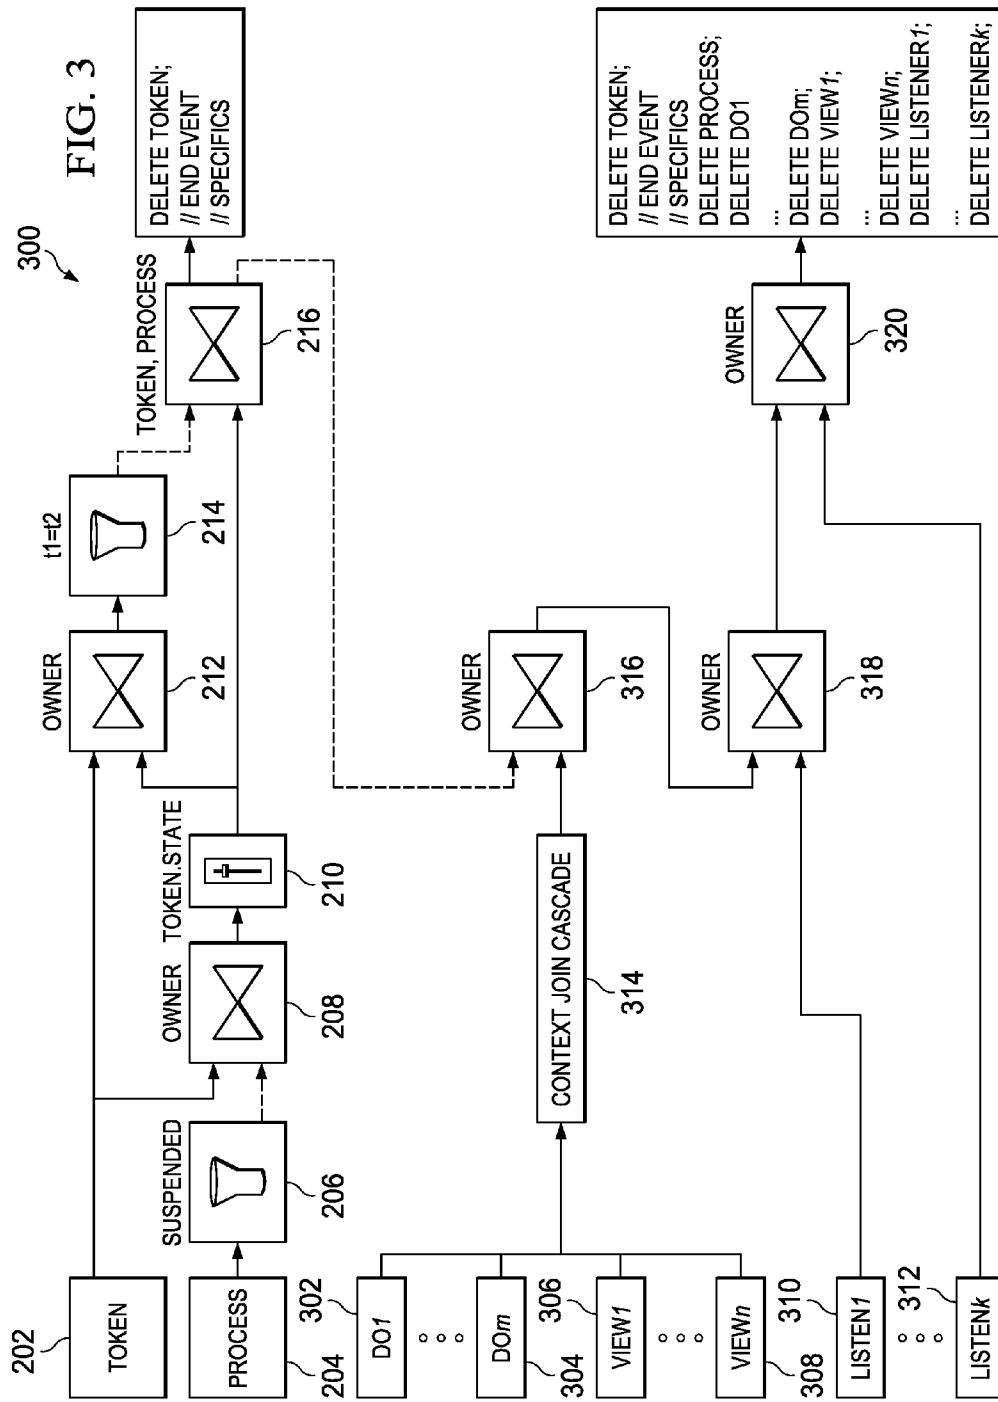 FIG. 3
300
DELETE TOKEN;
// END EVENT
// SPECIFICS
TOKEN, PROCESS
216
t1=t2
214
OWNER
212
TOKEN.STATE
210
OWNER
208
SUSPENDED
206
202
TOKEN
PROCESS
204
302
DO1
DOm
304
306
VIEW1
VIEWn
308
310
LISTEN1
312
LISTENk
CONTEXT JOIN CASCADE
314
OWNER
316
OWNER
318
OWNER
320
DELETE TOKEN;
// END EVENT
// SPECIFICS
DELETE PROCESS;
DELETE DO1
...
DELETE DOm;
DELETE VIEW1;
...
DELETE VIEWn;
DELETE LISTENER1;
...
DELETE LISTENERk;